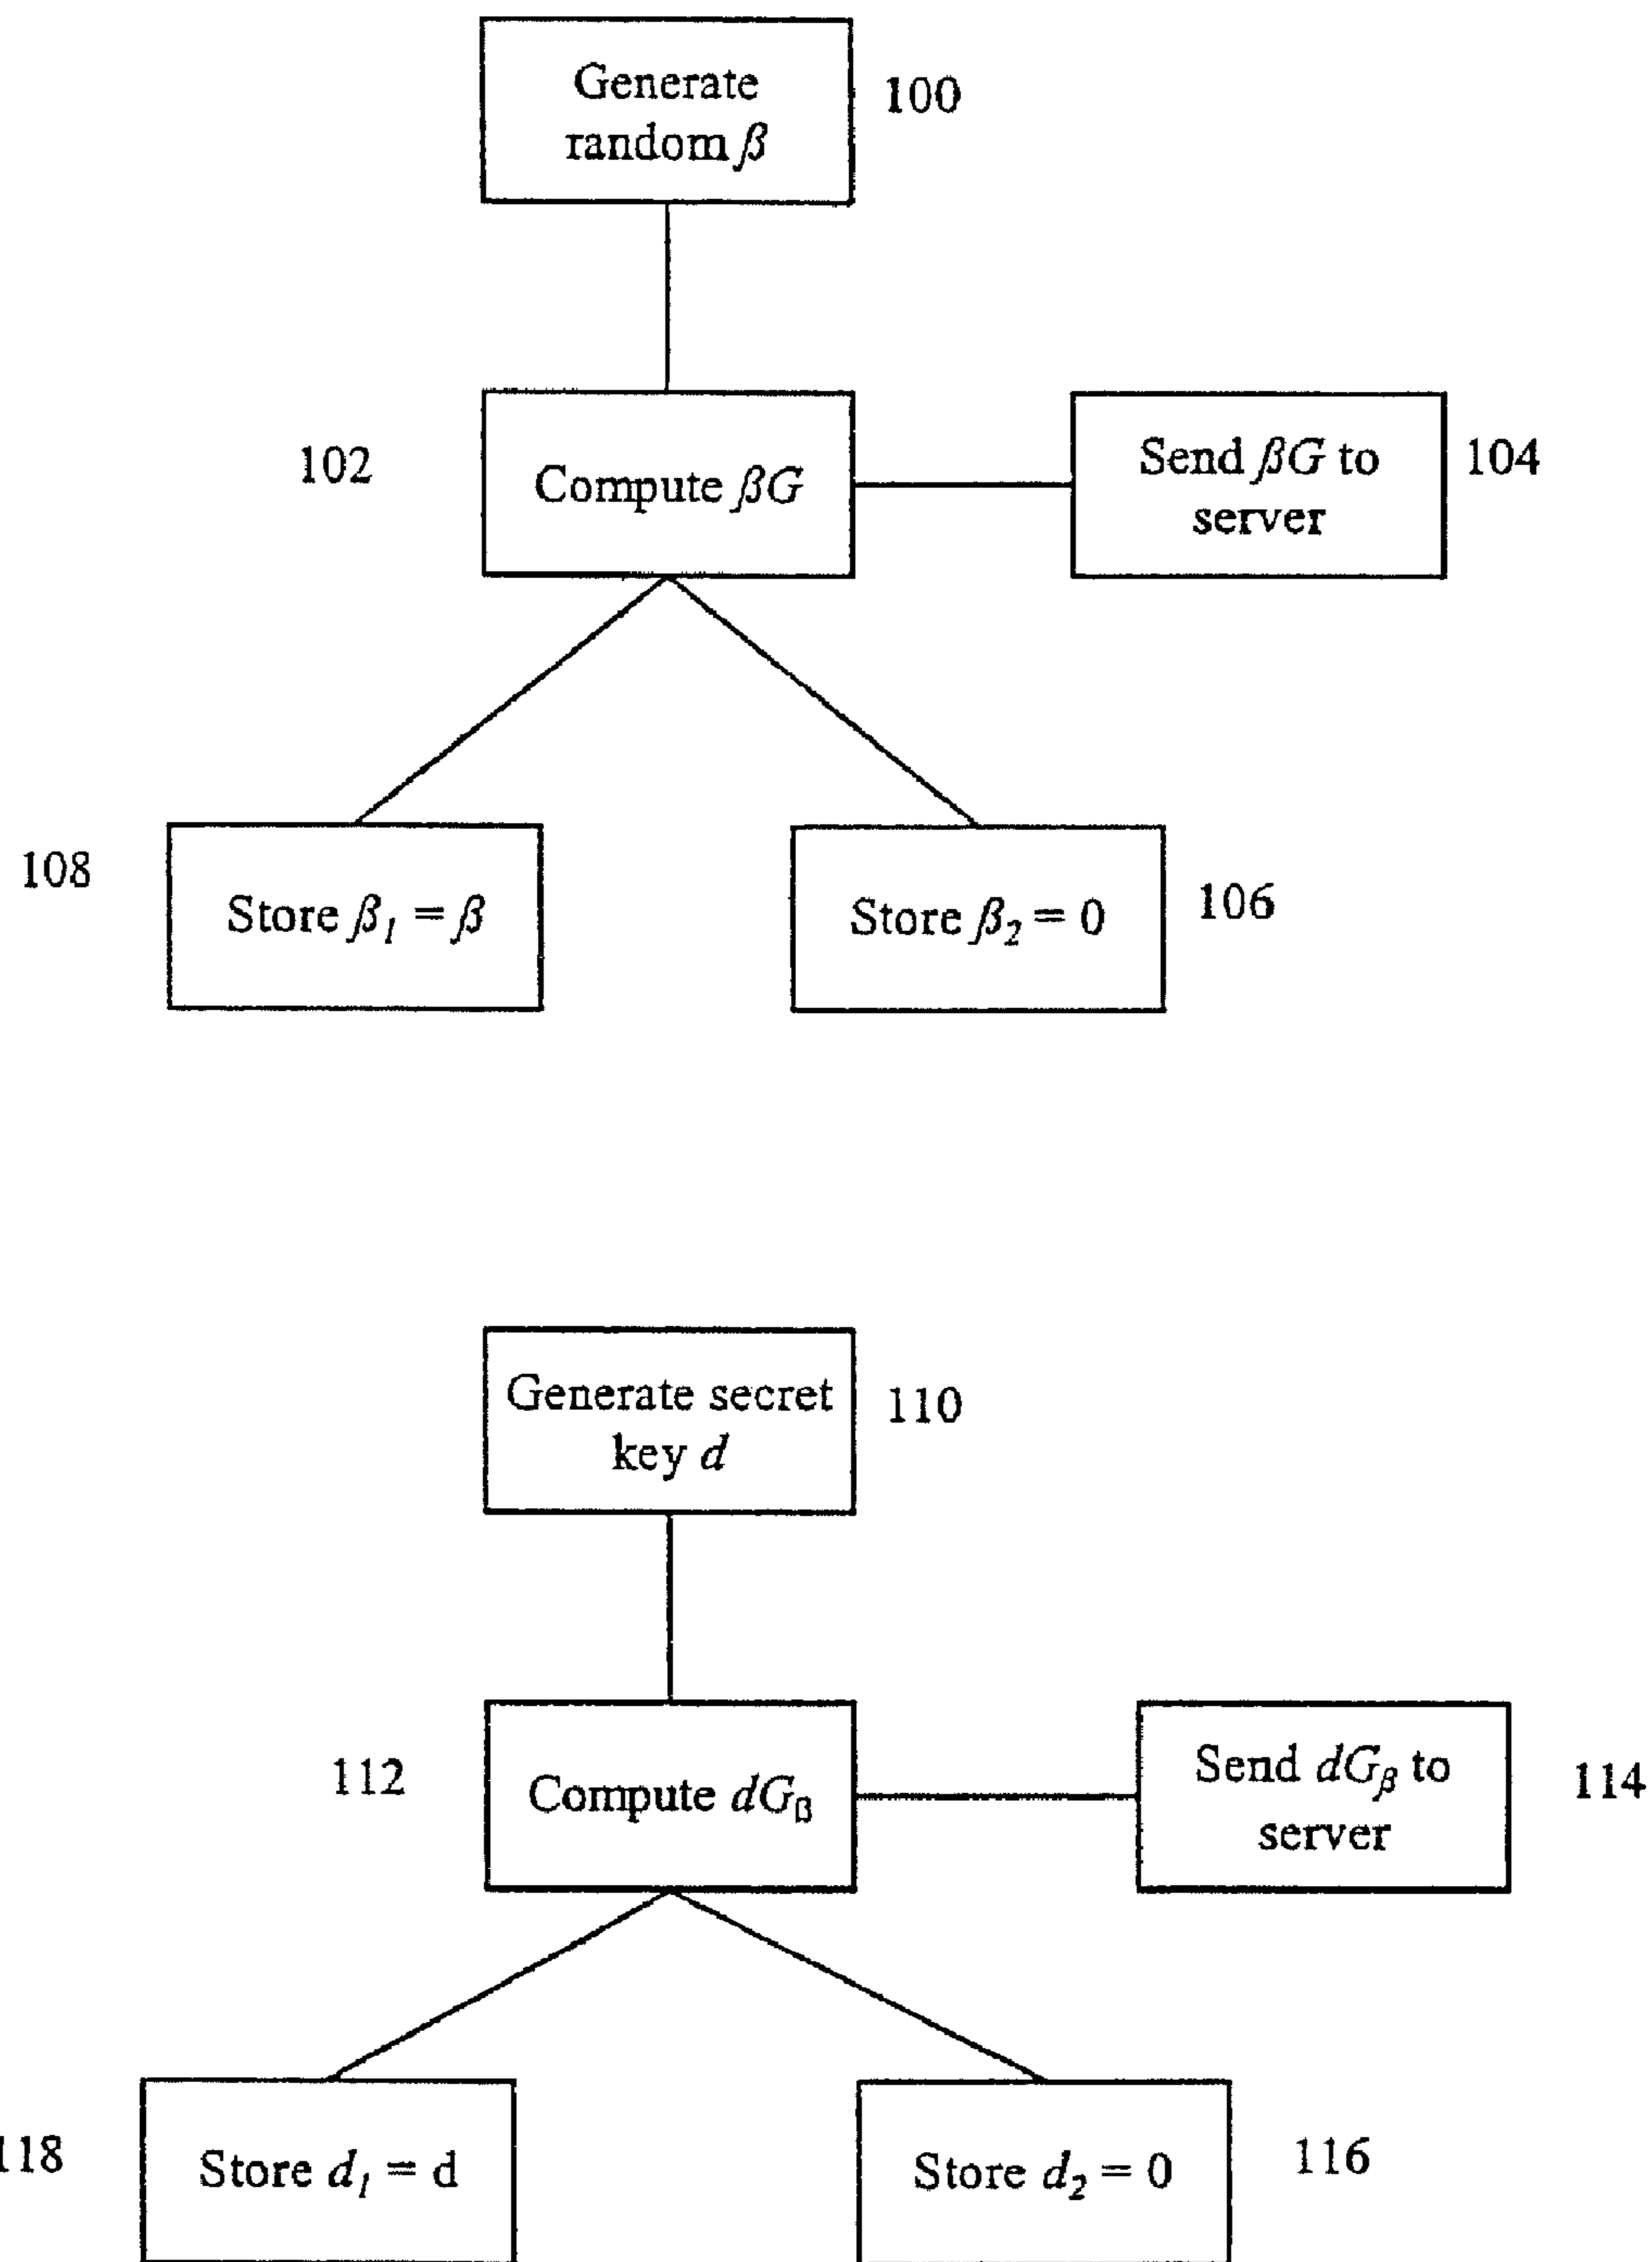 Generate
random β
100
102
Compute βG
Send βG to
server
104
108
Store β₁ = β
Store β₂ = 0
106
Generate secret
key d
110
112
Compute dGβ
Send dGβ to
server
114
118
Store d₁ = d
Store d₂ = 0
116